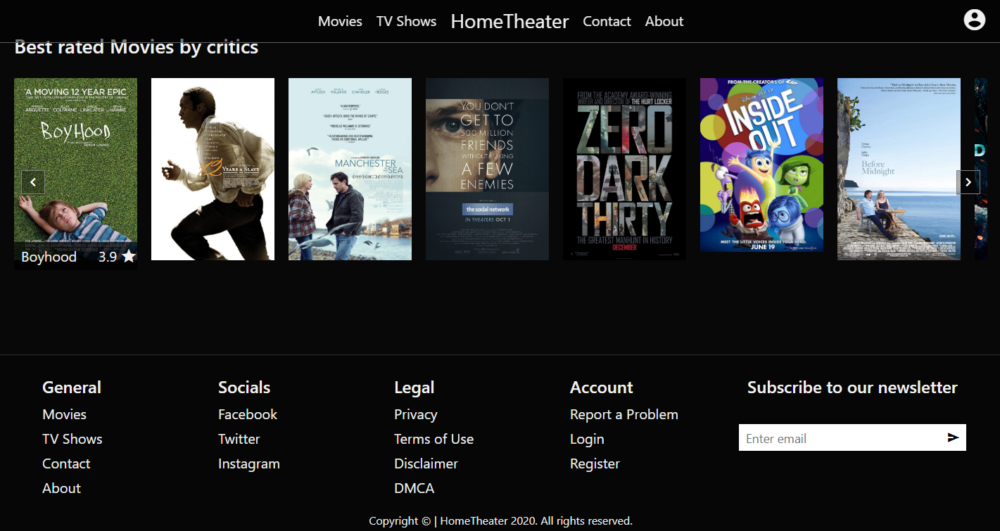 Movies TV Shows HomeTheater Contact About
Best rated Movies by critics
A MOVING 12 YEAR EPIC
ARQUETTE COLTRANE LINKLATER HAWKE
BOYHOOD
Boyhood 3.9
YEARS A SLAVE
AFFLECK WILLIAMS CHANDLER HEDGES
MANCHESTER
BY THE SEA
YOU DON'T
GET TO
500 MILLION
FRIENDS
WITHOUT MAKING
A FEW
ENEMIES
the social network
IN THEATERS OCT 1
FROM THE ACADEMY AWARD-WINNING
WRITER AND DIRECTOR OF THE HURT LOCKER
ZERO
DARK
THIRTY
THE GREATEST MANHUNT IN HISTORY
DECEMBER
FROM THE CREATORS OF UP
Disney PIXAR
INSIDE
OUT
MEET THE LITTLE VOICES INSIDE YOUR HEAD.
JUNE 19
Before
Midnight
D
General
Movies
TV Shows
Contact
About
Socials
Facebook
Twitter
Instagram
Legal
Privacy
Terms of Use
Disclaimer
DMCA
Account
Report a Problem
Login
Register
Subscribe to our newsletter
Enter email
Copyright © | HomeTheater 2020. All rights reserved.